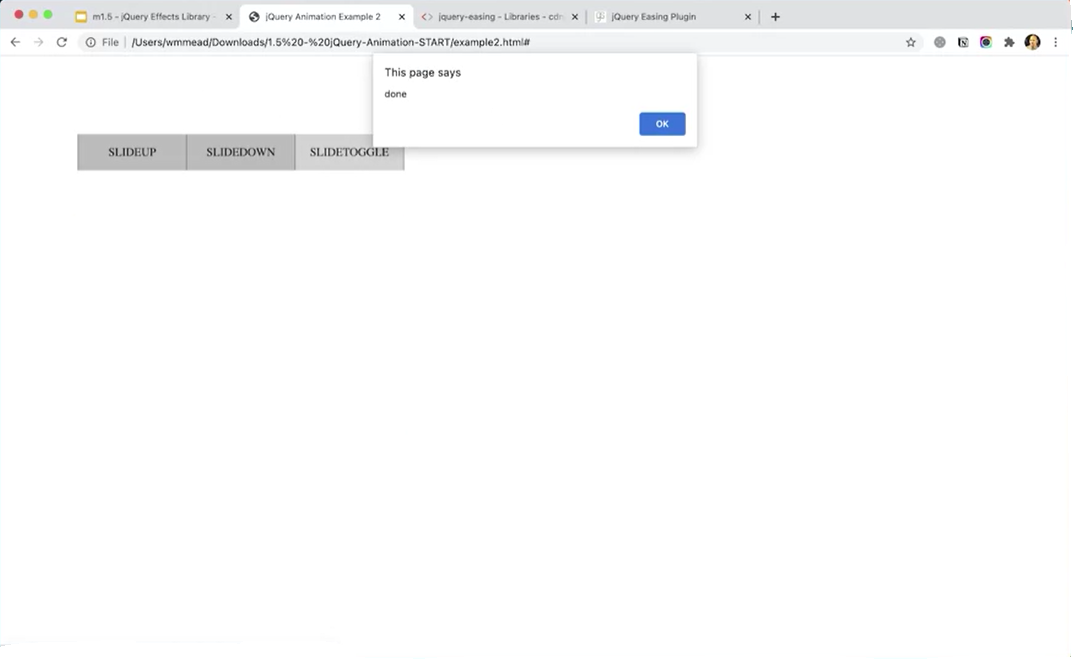 m1.5 - jQuery Effects Library -
jQuery Animation Example 2
jquery-easing - Libraries - cdn
jQuery Easing Plugin
File
/Users/wmmead/Downloads/1.5%20-%20jQuery-Animation-START/example2.html#
This page says
done
OK
SLIDEUP
SLIDEDOWN
SLIDETOGGLE